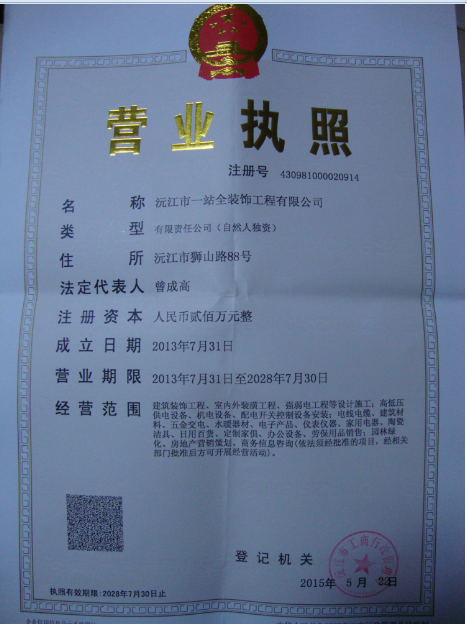 营业执照
注册号 430981000020914
名 称 沅江市一站全装饰工程有限公司
类 型 有限责任公司（自然人独资）
住 所 沅江市狮山路88号
法定代表人 曾成高
注册资本 人民币贰佰万元整
成立日期 2013年7月31日
营业期限 2013年7月31日至2028年7月30日
经营范围 建筑装饰工程、室内外装璜工程、强弱电工程等设计施工；高低压
供电设备、机电设备、配电开关控制设备安装；电线电缆、建筑材
料、五金交电、水暖器材、电子产品、仪表仪器、家用电器、陶瓷
洁具、日用百货、定制家俱、办公设备、劳保用品销售；园林绿
化、房地产营销策划、商务信息咨询(依法须经批准的项目，经相关
部门批准后方可开展经营活动)。
登记机关
2015年 5月 22日
执照有效期限:2028年7月30日止